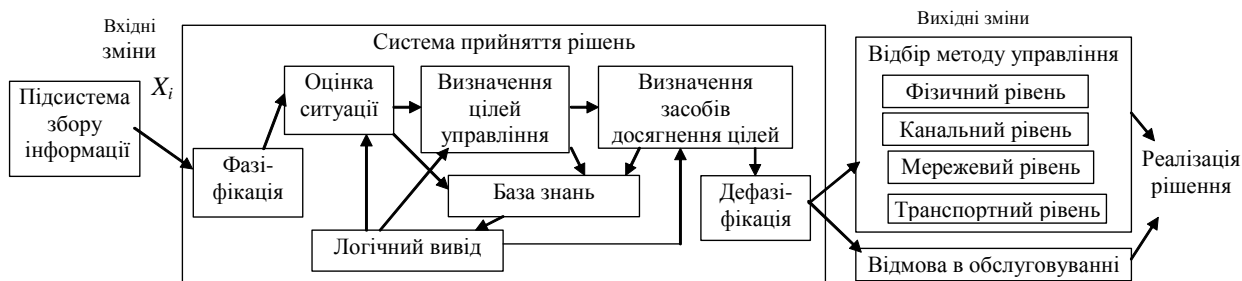 Вхідні
зміни
X_i
Підсистема
збору
інформації
Система прийняття рішень
Фазі-
фікація
Оцінка
ситуації
Визначення
цілей
управління
Визначення
засобів
досягнення цілей
База знань
Логічний вивід
Дефазі-
фікація
Вихідні зміни
Відбір методу управління
Фізичний рівень
Канальний рівень
Мережевий рівень
Транспортний рівень
Відмова в обслуговуванні
Реалізація
рішення